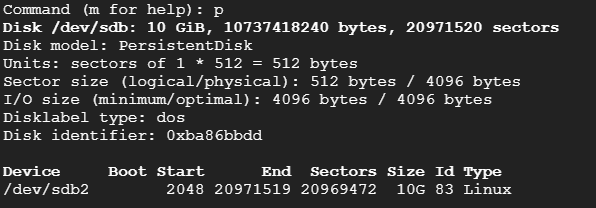 Command (m for help): p
Disk /dev/sdb: 10 GiB, 10737418240 bytes, 20971520 sectors
Disk model: PersistentDisk
Units: sectors of 1 * 512 = 512 bytes
Sector size (logical/physical): 512 bytes / 4096 bytes
I/O size (minimum/optimal): 4096 bytes / 4096 bytes
Disklabel type: dos
Disk identifier: 0xba86bbdd
Device     Boot Start      End  Sectors Size Id Type
/dev/sdb2        2048 20971519 20969472  10G 83 Linux